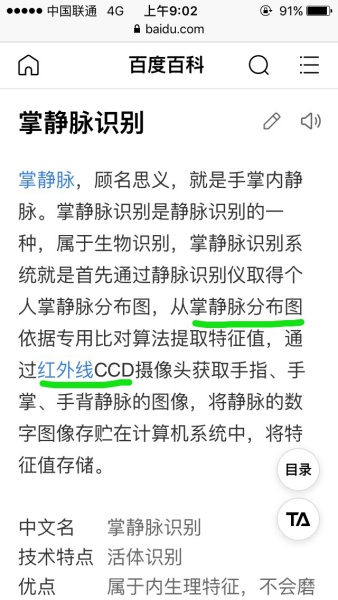 中国联通 4G 上午9:02 91%
baidu.com
百度百科
掌静脉识别
掌静脉，顾名思义，就是手掌内静
脉。掌静脉识别是静脉识别的一
种，属于生物识别，掌静脉识别系
统就是首先通过静脉识别仪取得个
人掌静脉分布图，从掌静脉分布图
依据专用比对算法提取特征值，通
过红外线CCD摄像头获取手指、手
掌、手背静脉的图像，将静脉的数
字图像存贮在计算机系统中，将特
征值存储。
目录
TA
中文名 掌静脉识别
技术特点 活体识别
优点 属于内生理特征，不会磨